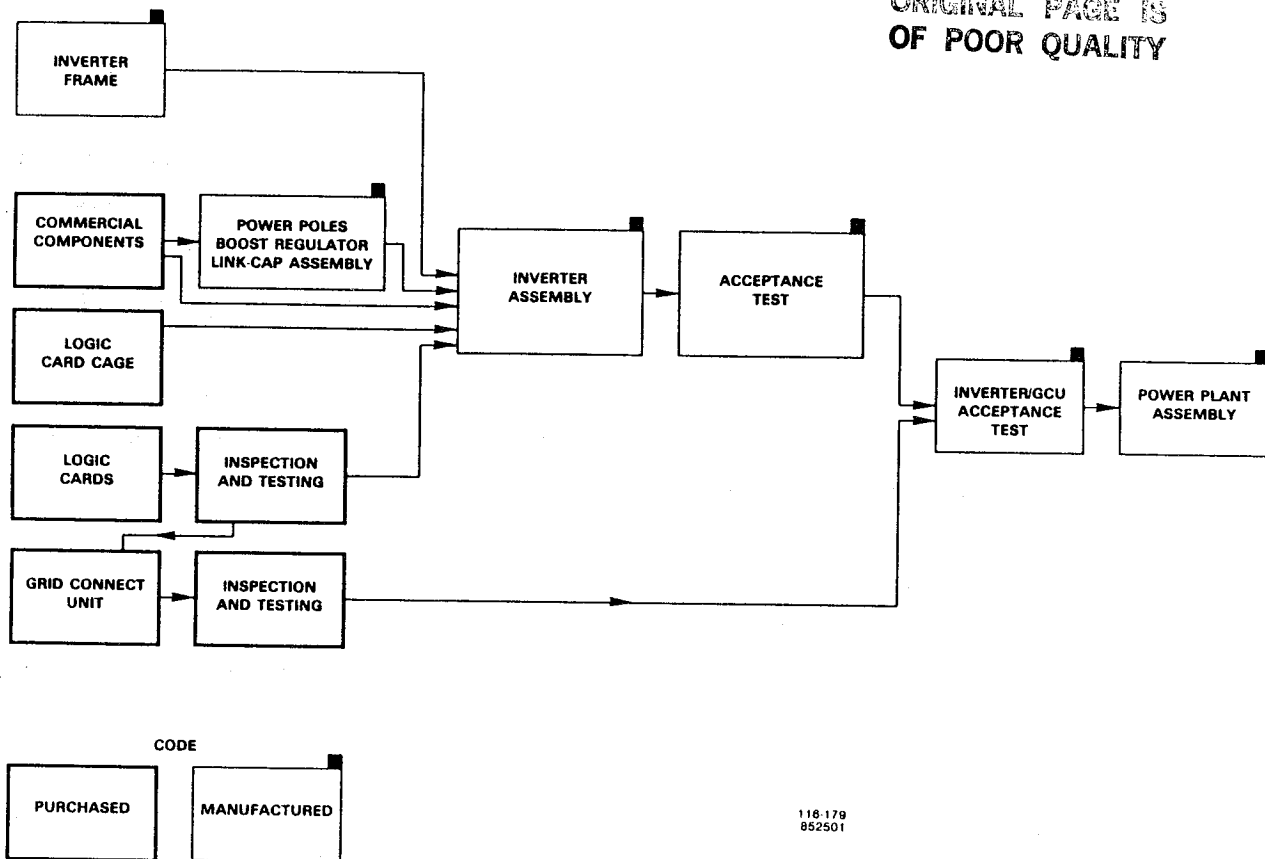 ORIGINAL PAGE IS
OF POOR QUALITY
INVERTER
FRAME
COMMERCIAL
COMPONENTS
POWER POLES
BOOST REGULATOR
LINK-CAP ASSEMBLY
INVERTER
ASSEMBLY
ACCEPTANCE
TEST
LOGIC
CARD CAGE
INVERTER/GCU
ACCEPTANCE
TEST
POWER PLANT
ASSEMBLY
LOGIC
CARDS
INSPECTION
AND TESTING
GRID CONNECT
UNIT
INSPECTION
AND TESTING
CODE
PURCHASED
MANUFACTURED
116-179
852501